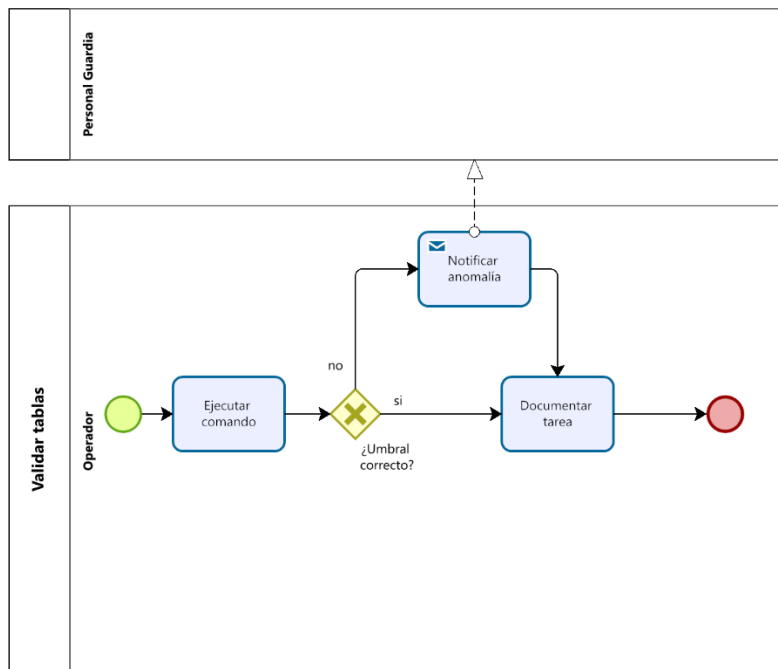 Personal Guardia
Validar tablas
Operador
Notificar
anomalía
no
Ejecutar
comando
si
¿Umbral
correcto?
Documentar
tarea